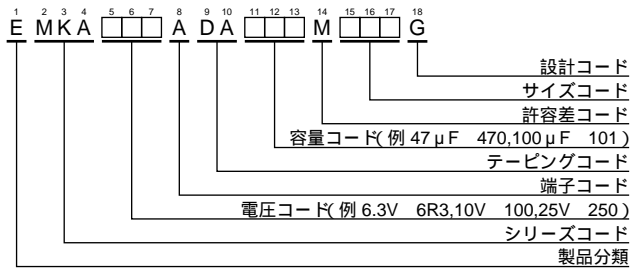 1 2 3 4 5 6 7 8 9 10 11 12 13 14 15 16 17 18
E MKA □□□ A DA □□□ M □□□ G
設計コード
サイズコード
許容差コード
容量コード(例 47μF 470,100μF 101)
テーピングコード
端子コード
電圧コード(例 6.3V 6R3,10V 100,25V 250)
シリーズコード
製品分類